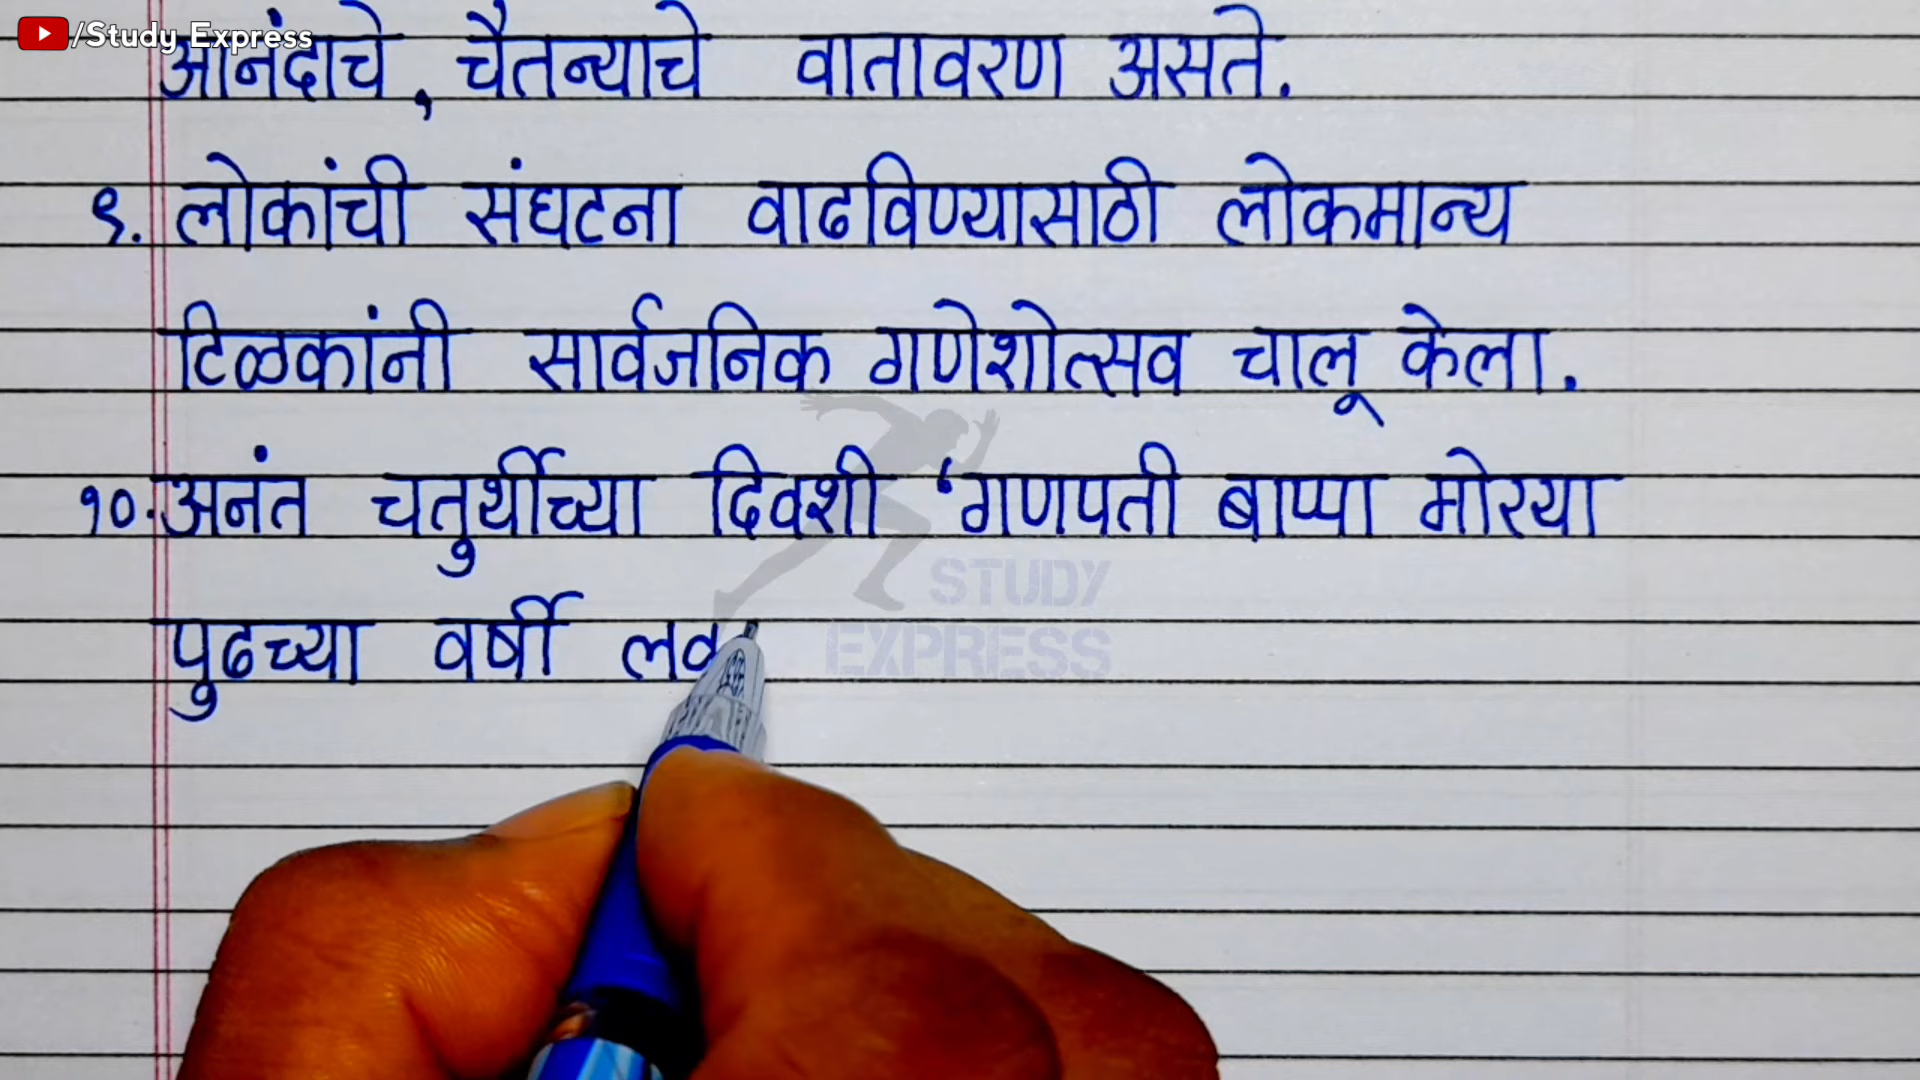 /Study Express
आनंदाचे, चैतन्याचे वातावरण असते.
९. लोकांची संघटना वाढविण्यासाठी लोकमान्य
टिळकांनी सार्वजनिक गणेशोत्सव चालू केला.
१०. अनंत चतुर्थीच्या दिवशी ‘गणपती बाप्पा मोरया
पुढच्या वर्षी लव
STUDY
EXPRESS